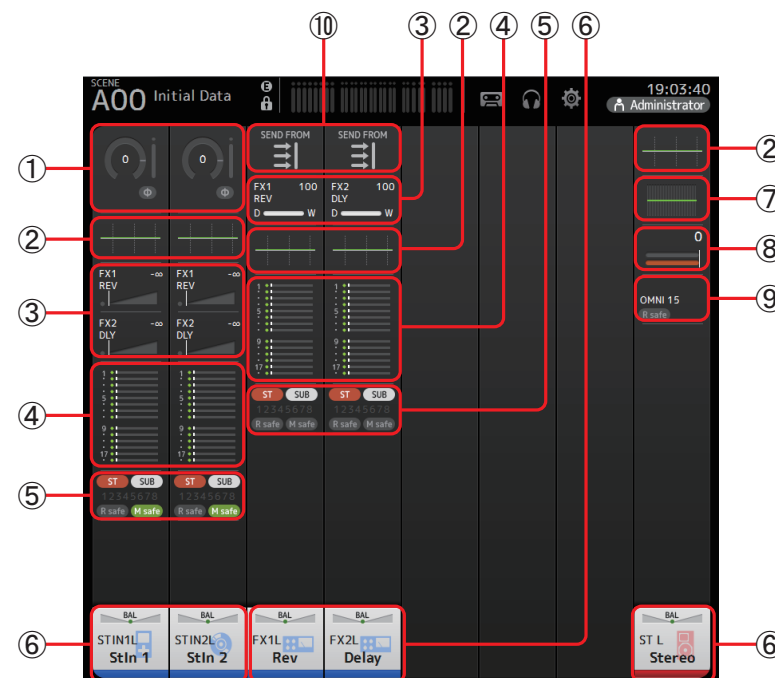 ⑩ ③ ② ④ ⑤ ⑥
SCENE
A00 Initial Data
E
19:03:40
Administrator
①
0 0
Φ Φ
SEND FROM SEND FROM
②
③
FX1 100 FX2 100
REV DLY
D W D W
⑦
②
②
0
⑧
③
FX1 -∞ FX1 -∞
REV REV
FX2 -∞ FX2 -∞
DLY DLY
1 1
5 5
9 9
17 17
OMNI 15
R safe
⑨
④
1 1
5 5
9 9
17 17
ST SUB ST SUB
12345678 12345678
R safe M safe R safe M safe
⑤
ST SUB ST SUB
12345678 12345678
R safe M safe R safe M safe
⑥
BAL BAL BAL BAL BAL
STIN1L STIN2L FX1L FX2L ST L
StIn 1 StIn 2 Rev Delay Stereo
⑥